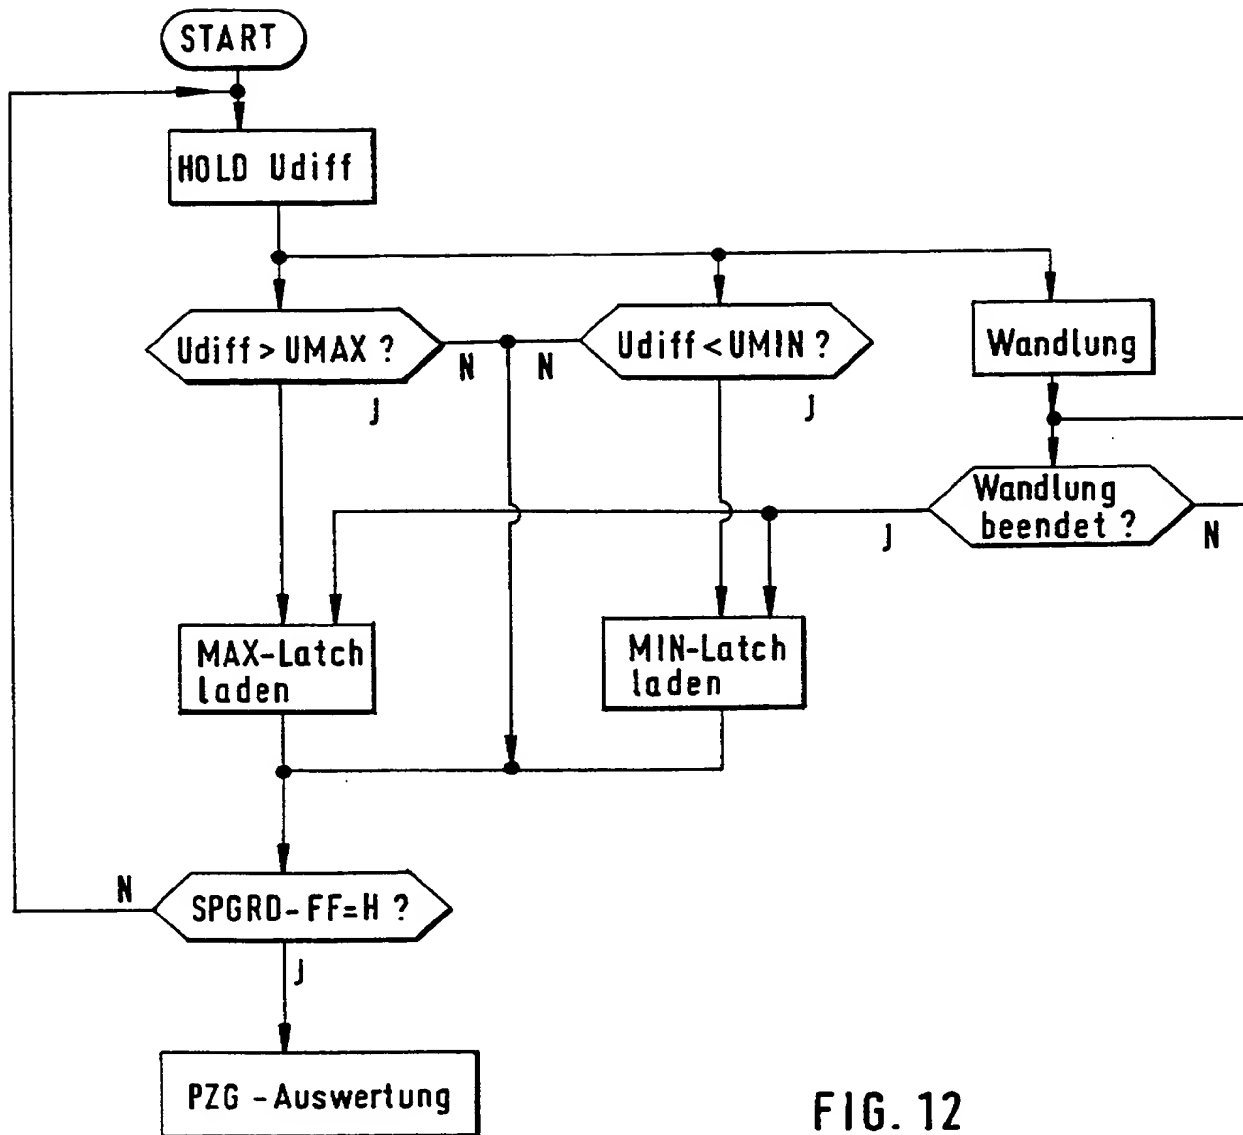 START
HOLD Udiff
Udiff > UMAX ?
N
N
Udiff < UMIN ?
Wandlung
J
J
Wandlung
beendet ?
J
N
MAX-Latch
laden
MIN-Latch
laden
N
SPGRD-FF=H ?
J
PZG-Auswertung
FIG. 12